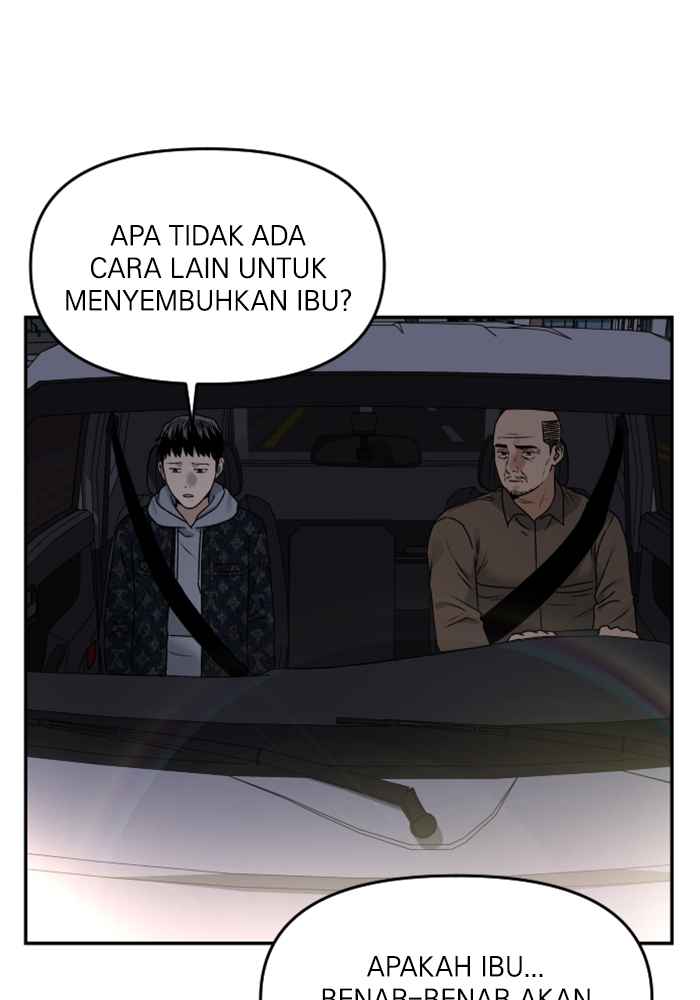 APA TIDAK ADA
CARA LAIN UNTUK
MENYEMBUHKAN IBU?
APAKAH IBU...
BENAR-BENAR AKAN